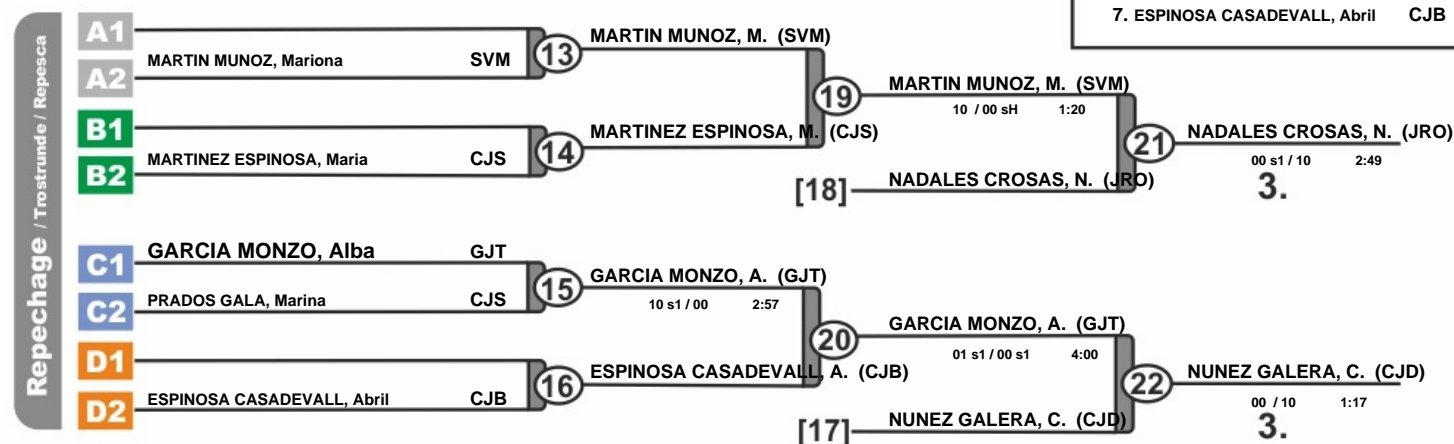 7. ESPINOSA CASADEVALL, Abril CJB
Repechage / Trostrunde / Repesca
A1
MARTIN MUNOZ, Mariona SVM
A2
13
MARTIN MUNOZ, M. (SVM)
B1
MARTINEZ ESPINOSA, Maria CJS
B2
14
MARTINEZ ESPINOSA, M. (CJS)
19
MARTIN MUNOZ, M. (SVM)
10 / 00 sH 1:20
[18]
NADALES CROSAS, N. (JRO)
21
NADALES CROSAS, N. (JRO)
00 s1 / 10 2:49
3.
C1
GARCIA MONZO, Alba GJT
C2
PRADOS GALA, Marina CJS
15
GARCIA MONZO, A. (GJT)
10 s1 / 00 2:57
D1
D2
ESPINOSA CASADEVALL, Abril CJB
16
ESPINOSA CASADEVALL, A. (CJB)
20
GARCIA MONZO, A. (GJT)
01 s1 / 00 s1 4:00
[17]
NUNEZ GALERA, C. (CJD)
22
NUNEZ GALERA, C. (CJD)
00 / 10 1:17
3.